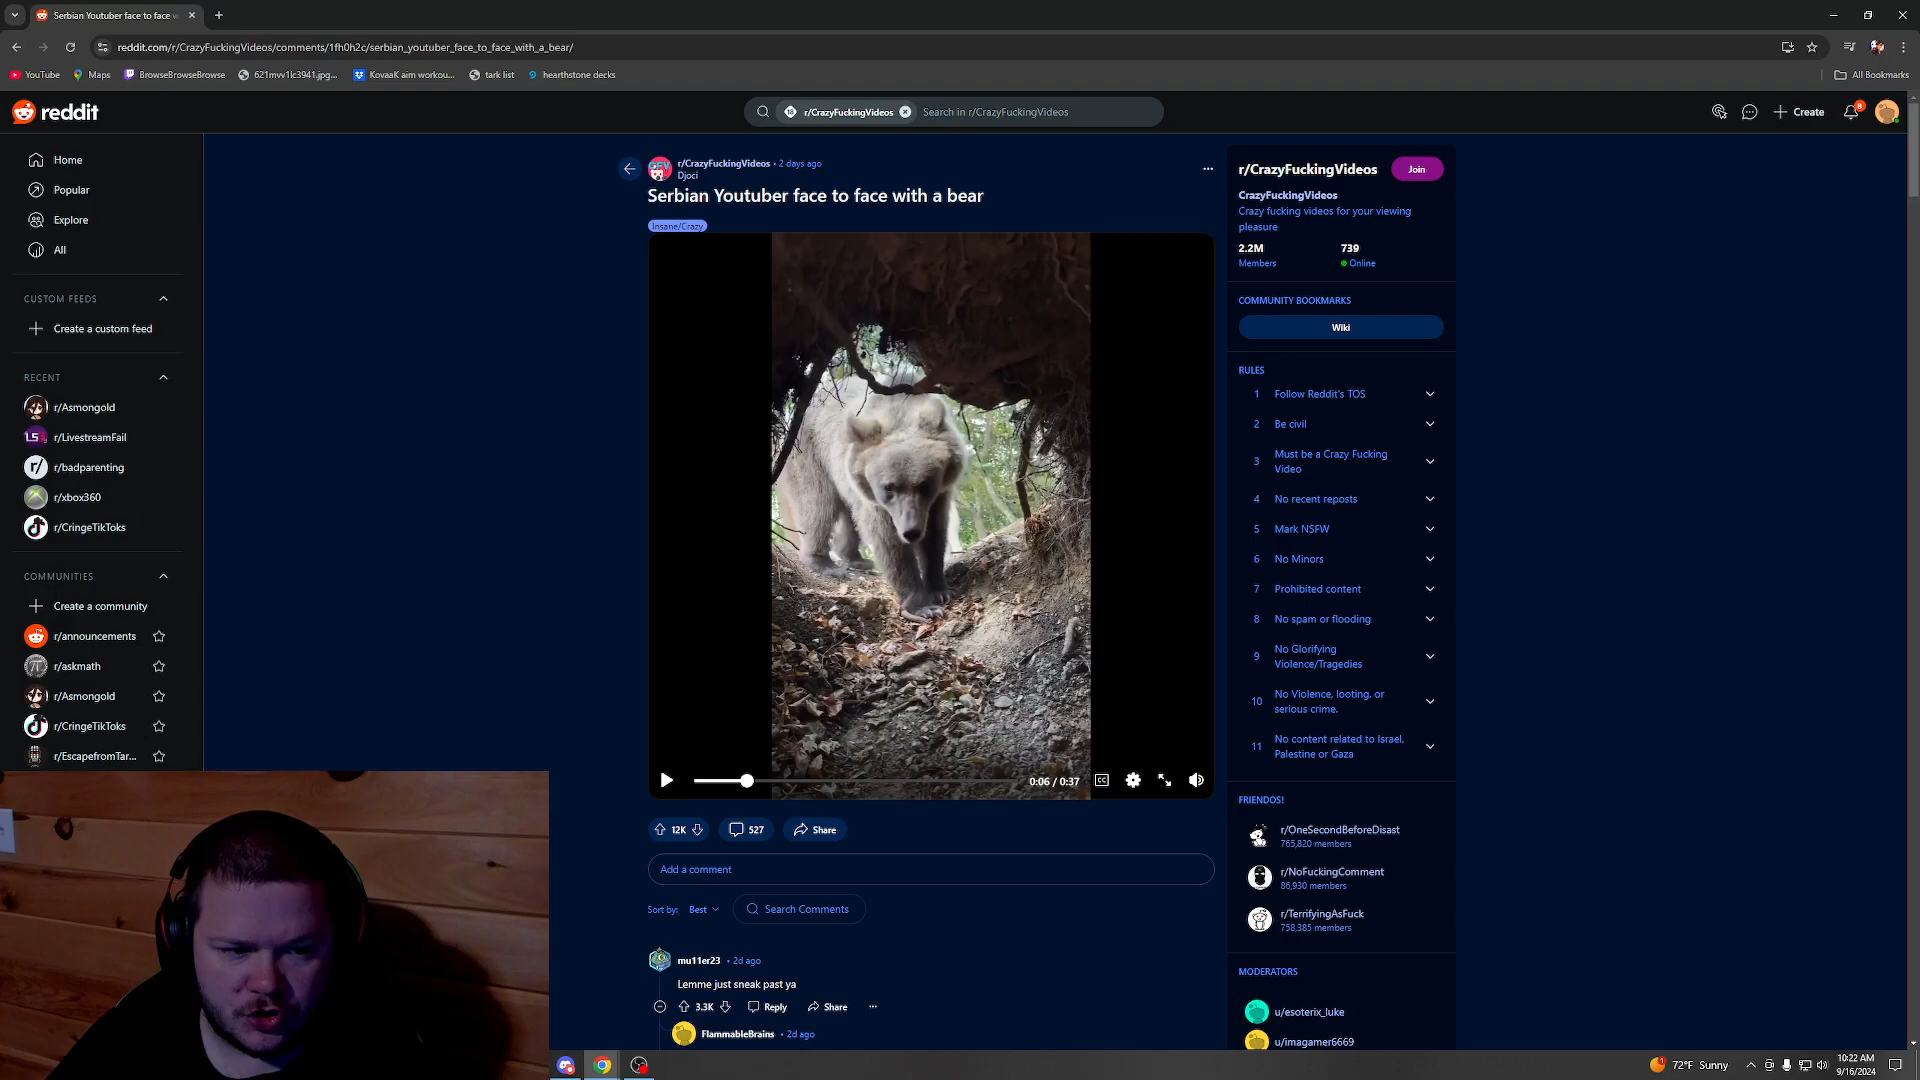 Serbian Youtuber face to face w
reddit.com/r/CrazyFuckingVideos/comments/1fh0h2c/serbian_youtuber_face_to_face_with_a_bear/
YouTube
Maps
BrowseBrowseBrowse
621mvv1lc3941.jpg...
KovaaK aim workou...
tark list
hearthstone decks
All Bookmarks
reddit
r/CrazyFuckingVideos
Search in r/CrazyFuckingVideos
Create
8
Home
Popular
Explore
All
CUSTOM FEEDS
Create a custom feed
RECENT
r/Asmongold
r/LivestreamFail
r/badparenting
r/xbox360
r/CringeTikToks
COMMUNITIES
Create a community
r/announcements
r/askmath
r/Asmongold
r/CringeTikToks
r/EscapefromTar...
r/CrazyFuckingVideos • 2 days ago
Djoci
Serbian Youtuber face to face with a bear
Insane/Crazy
0:06 / 0:37
CC
12K
527
Share
Add a comment
Sort by: Best
Search Comments
mu11er23 • 2d ago
Lemme just sneak past ya
3.3K
Reply
Share
FlammableBrains • 2d ago
r/CrazyFuckingVideos
Join
CrazyFuckingVideos
Crazy fucking videos for your viewing
pleasure
2.2M 739
Members Online
COMMUNITY BOOKMARKS
Wiki
RULES
1 Follow Reddit's TOS
2 Be civil
3 Must be a Crazy Fucking
Video
4 No recent reposts
5 Mark NSFW
6 No Minors
7 Prohibited content
8 No spam or flooding
9 No Glorifying
Violence/Tragedies
10 No Violence, looting, or
serious crime.
11 No content related to Israel,
Palestine or Gaza
FRIENDOS!
r/OneSecondBeforeDisast
765,820 members
r/NoFuckingComment
86,930 members
r/TerrifyingAsFuck
758,385 members
MODERATORS
u/esoterix_luke
u/imagamer6669
72°F Sunny
10:22 AM
9/16/2024